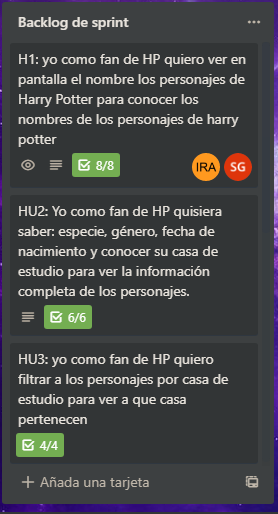 Backlog de sprint
H1: yo como fan de HP quiero ver en
pantalla el nombre los personajes de
Harry Potter para conocer los
nombres de los personajes de harry
potter
8/8
IRA
SG
HU2: Yo como fan de HP quisiera
saber: especie, género, fecha de
nacimiento y conocer su casa de
estudio para ver la información
completa de los personajes.
6/6
HU3: yo como fan de HP quiero
filtrar a los personajes por casa de
estudio para ver a que casa
pertenecen
4/4
Añada una tarjeta